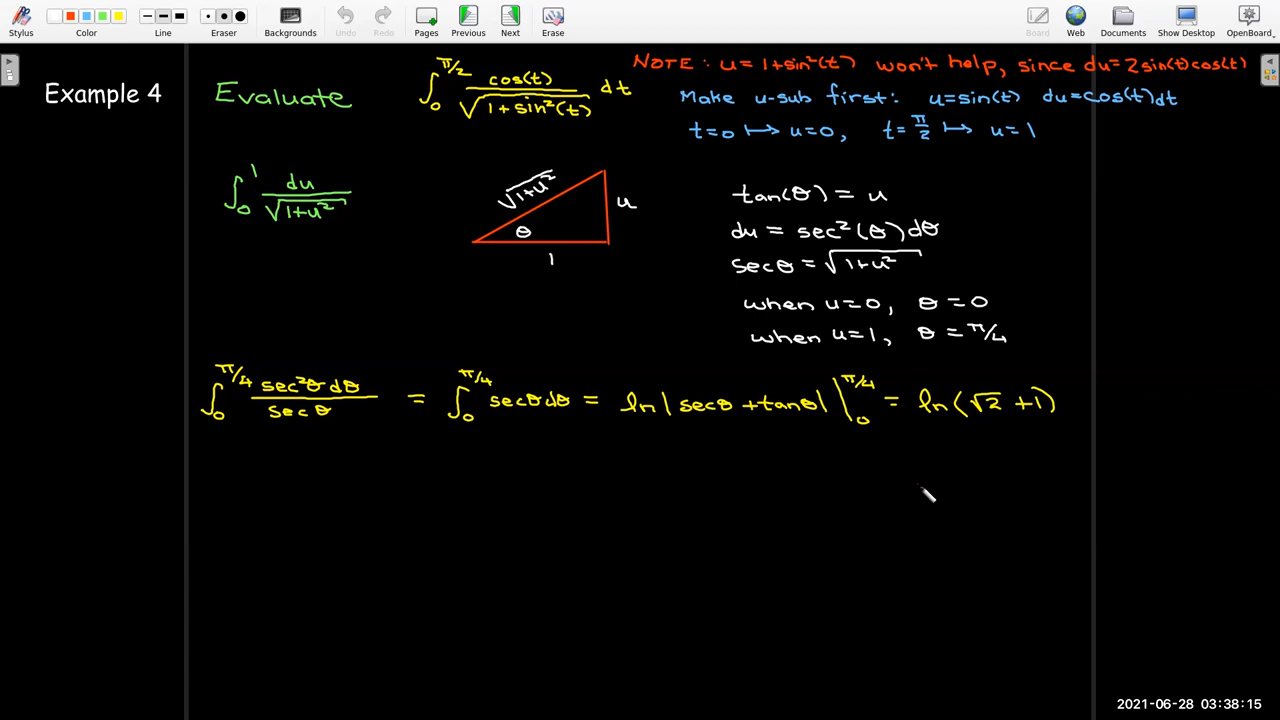 Stylus Color Line Eraser Backgrounds Undo Redo Pages Previous Next Erase Board Web Documents Show Desktop OpenBoard
Example 4
Evaluate ∫₀^{π/2} cos(t)/√(1+sin²(t)) dt
NOTE: u=1+sin²(t) won't help, since du=2sin(t)cos(t)
Make u-sub first: u=sin(t) du=cos(t)dt
t=0 ↦ u=0, t=π/2 ↦ u=1
∫₀¹ du/√(1+u²)
√(1+u²)
u
θ
1
tan(θ) = u
du = sec²(θ)dθ
secθ = √(1+u²)
when u=0, θ=0
when u=1, θ=π/4
∫₀^{π/4} sec²θdθ/secθ = ∫₀^{π/4} secθdθ = ln|secθ+tanθ| |₀^{π/4} = ln(√2 +1)
2021-06-28 03:38:15